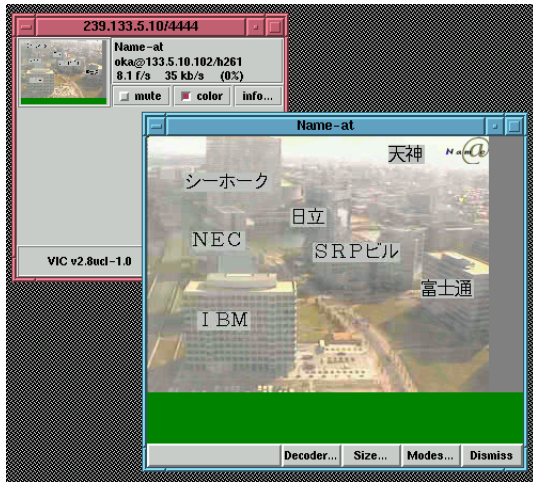 239.133.5.10/4444
Name-at
oka@133.5.10.102/h261
8.1 f/s 35 kb/s (0%)
mute color info...
VIC v2.8ucl-1.0
Name-at
天神
Name@
シーホーク
日立
NEC
SRPビル
富士通
IBM
Decoder... Size... Modes... Dismiss